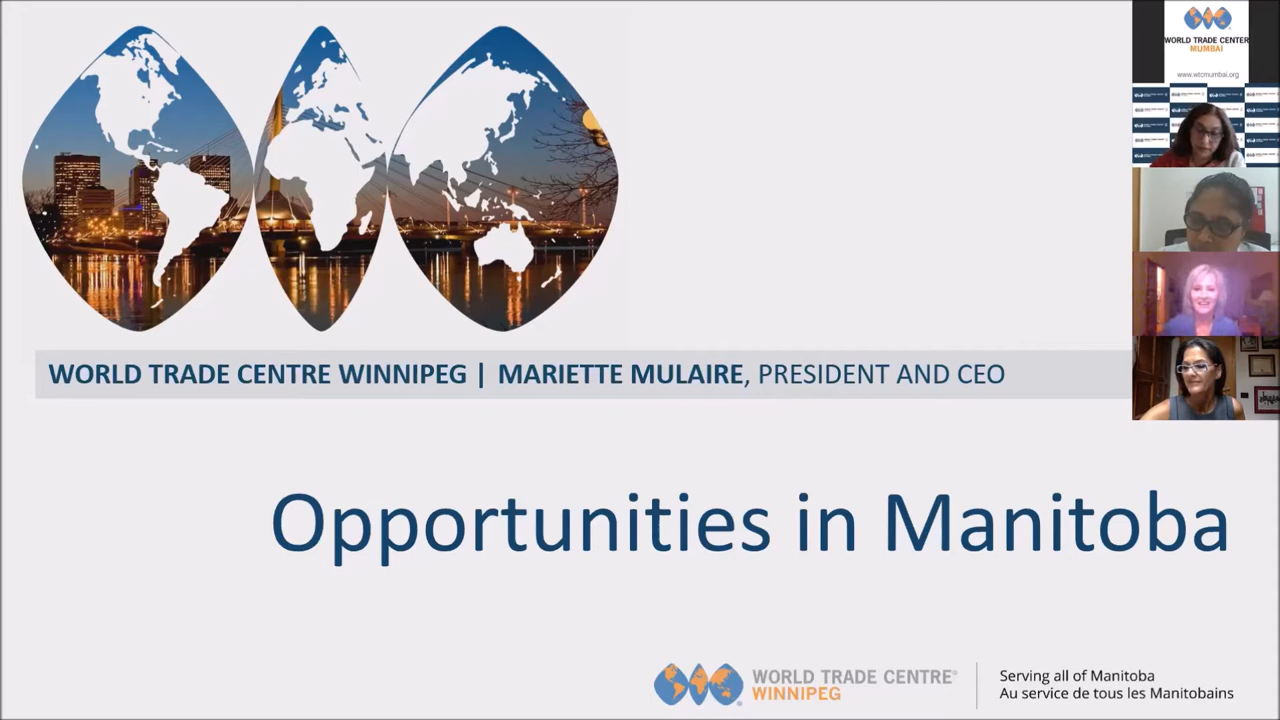 WORLD TRADE CENTER
MUMBAI
www.wtcmumbai.org
WORLD TRADE CENTRE WINNIPEG | MARIETTE MULAIRE, PRESIDENT AND CEO
Opportunities in Manitoba
WORLD TRADE CENTRE®
WINNIPEG
Serving all of Manitoba
Au service de tous les Manitobains